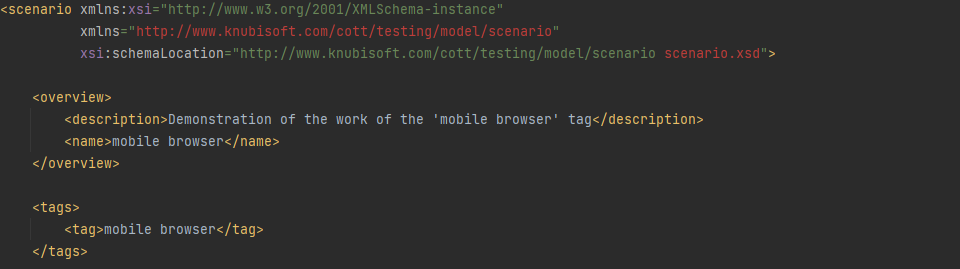 <scenario xmlns:xsi="http://www.w3.org/2001/XMLSchema-instance"
xmlns="http://www.knubisoft.com/cott/testing/model/scenario"
xsi:schemaLocation="http://www.knubisoft.com/cott/testing/model/scenario scenario.xsd">
<overview>
<description>Demonstration of the work of the 'mobile browser' tag</description>
<name>mobile browser</name>
</overview>
<tags>
<tag>mobile browser</tag>
</tags>